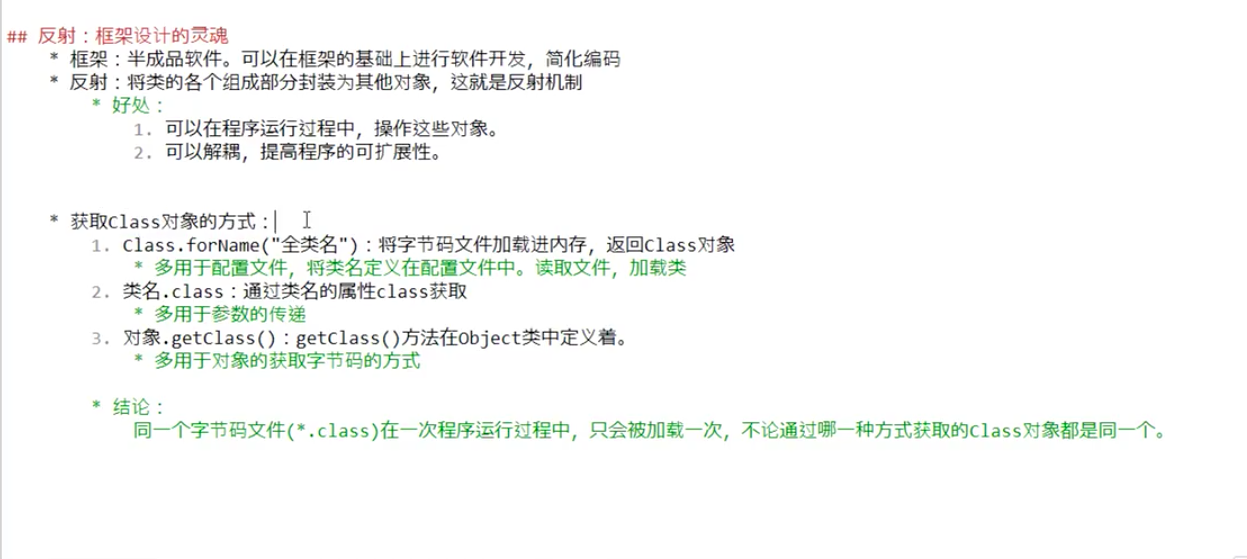 ## 反射：框架设计的灵魂
* 框架：半成品软件。可以在框架的基础上进行软件开发，简化编码
* 反射：将类的各个组成部分封装为其他对象，这就是反射机制
* 好处：
1. 可以在程序运行过程中，操作这些对象。
2. 可以解耦，提高程序的可扩展性。
* 获取Class对象的方式：
1. Class.forName("全类名")：将字节码文件加载进内存，返回Class对象
* 多用于配置文件，将类名定义在配置文件中。读取文件，加载类
2. 类名.class：通过类名的属性class获取
* 多用于参数的传递
3. 对象.getClass()：getClass()方法在Object类中定义着。
* 多用于对象的获取字节码的方式
* 结论：
同一个字节码文件(*.class)在一次程序运行过程中，只会被加载一次，不论通过哪一种方式获取的Class对象都是同一个。